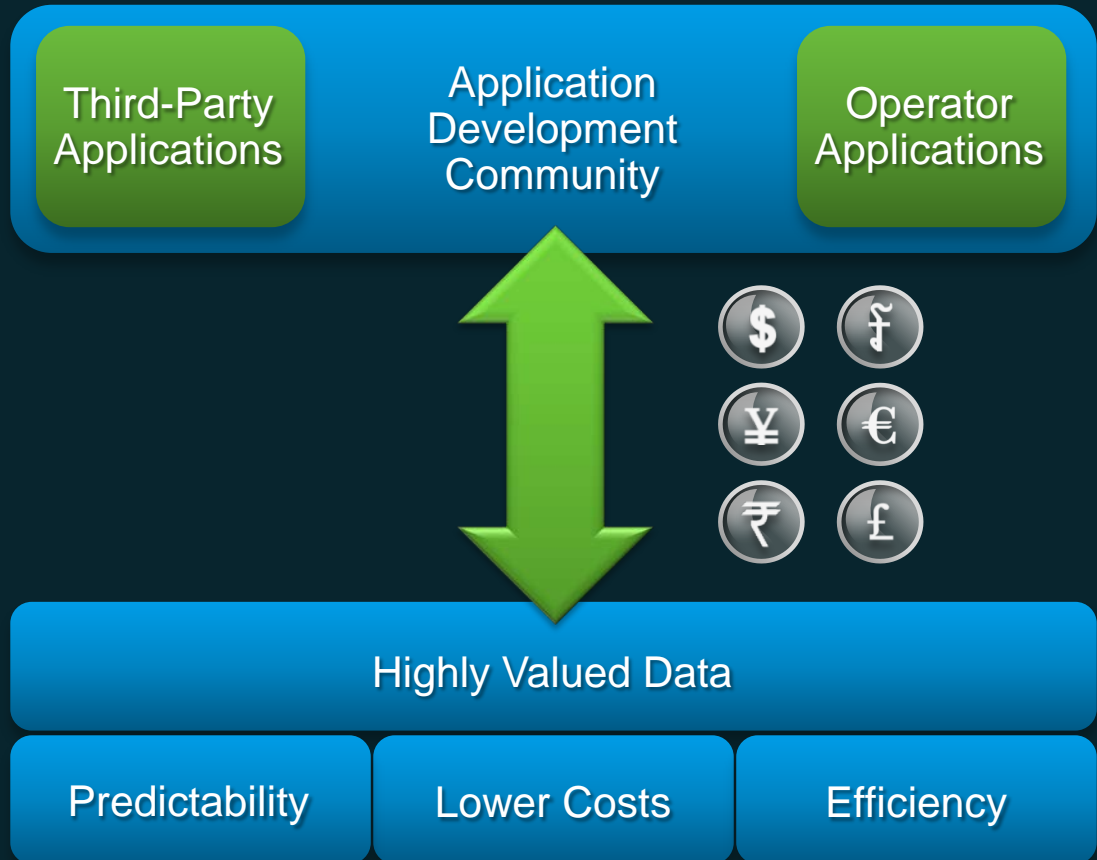 Third-Party
Applications
Application
Development
Community
Operator
Applications
$
¥
€
₹
£
Highly Valued Data
Predictability
Lower Costs
Efficiency